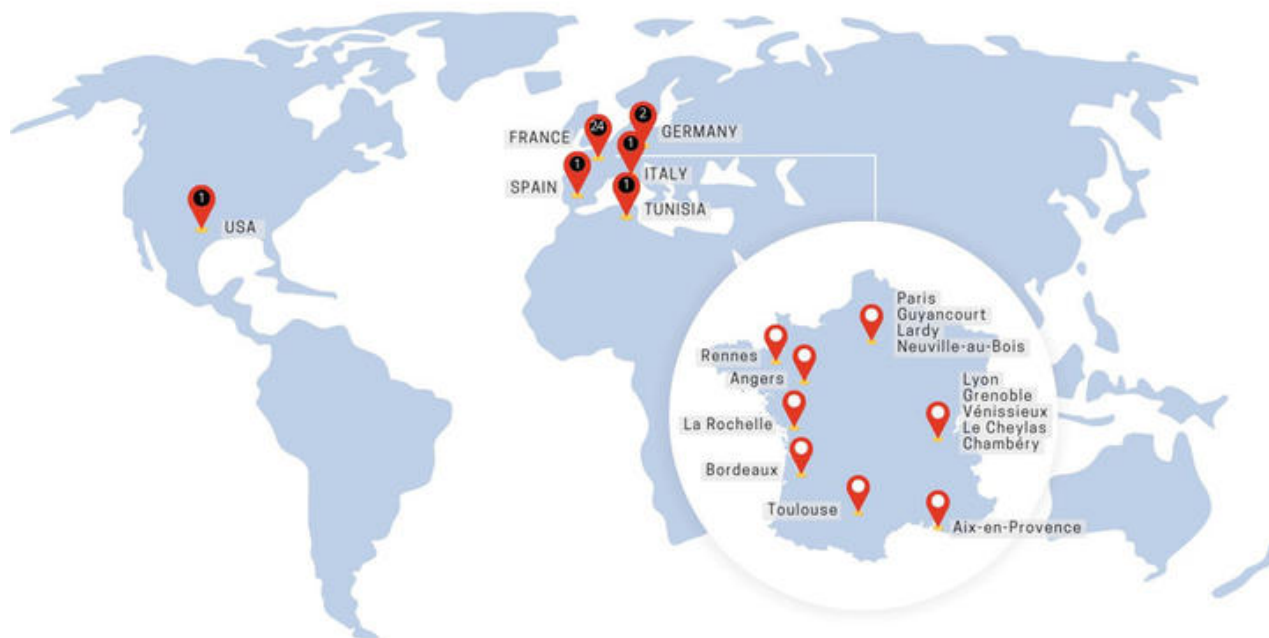 2
24
FRANCE
GERMANY
1
1
ITALY
SPAIN
1
TUNISIA
1
USA
Paris
Guyancourt
Lardy
Neuville-au-Bois
Rennes
Angers
Lyon
Grenoble
Vénissieux
Le Cheylas
Chambéry
La Rochelle
Bordeaux
Toulouse
Aix-en-Provence